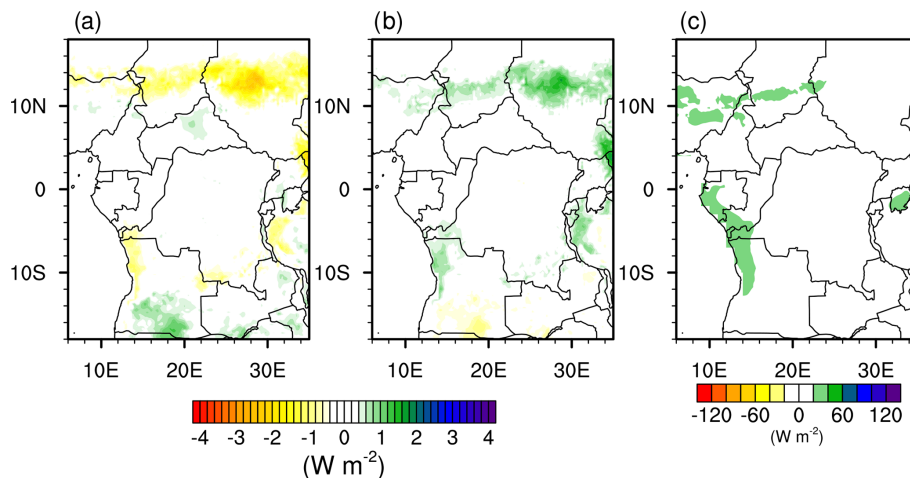 (a) (b) (c)
10N 10N 10N
0 0 0
10S 10S 10S
10E 20E 30E 10E 20E 30E 10E 20E 30E
-4 -3 -2 -1 0 1 2 3 4
(W m-2)
-120 -60 0 60 120
(W m-2)